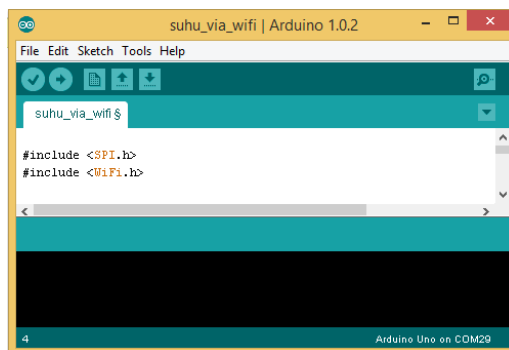 suhu_via_wifi | Arduino 1.0.2
File Edit Sketch Tools Help
suhu_via_wifi §
#include <SPI.h>
#include <WiFi.h>
4
Arduino Uno on COM29